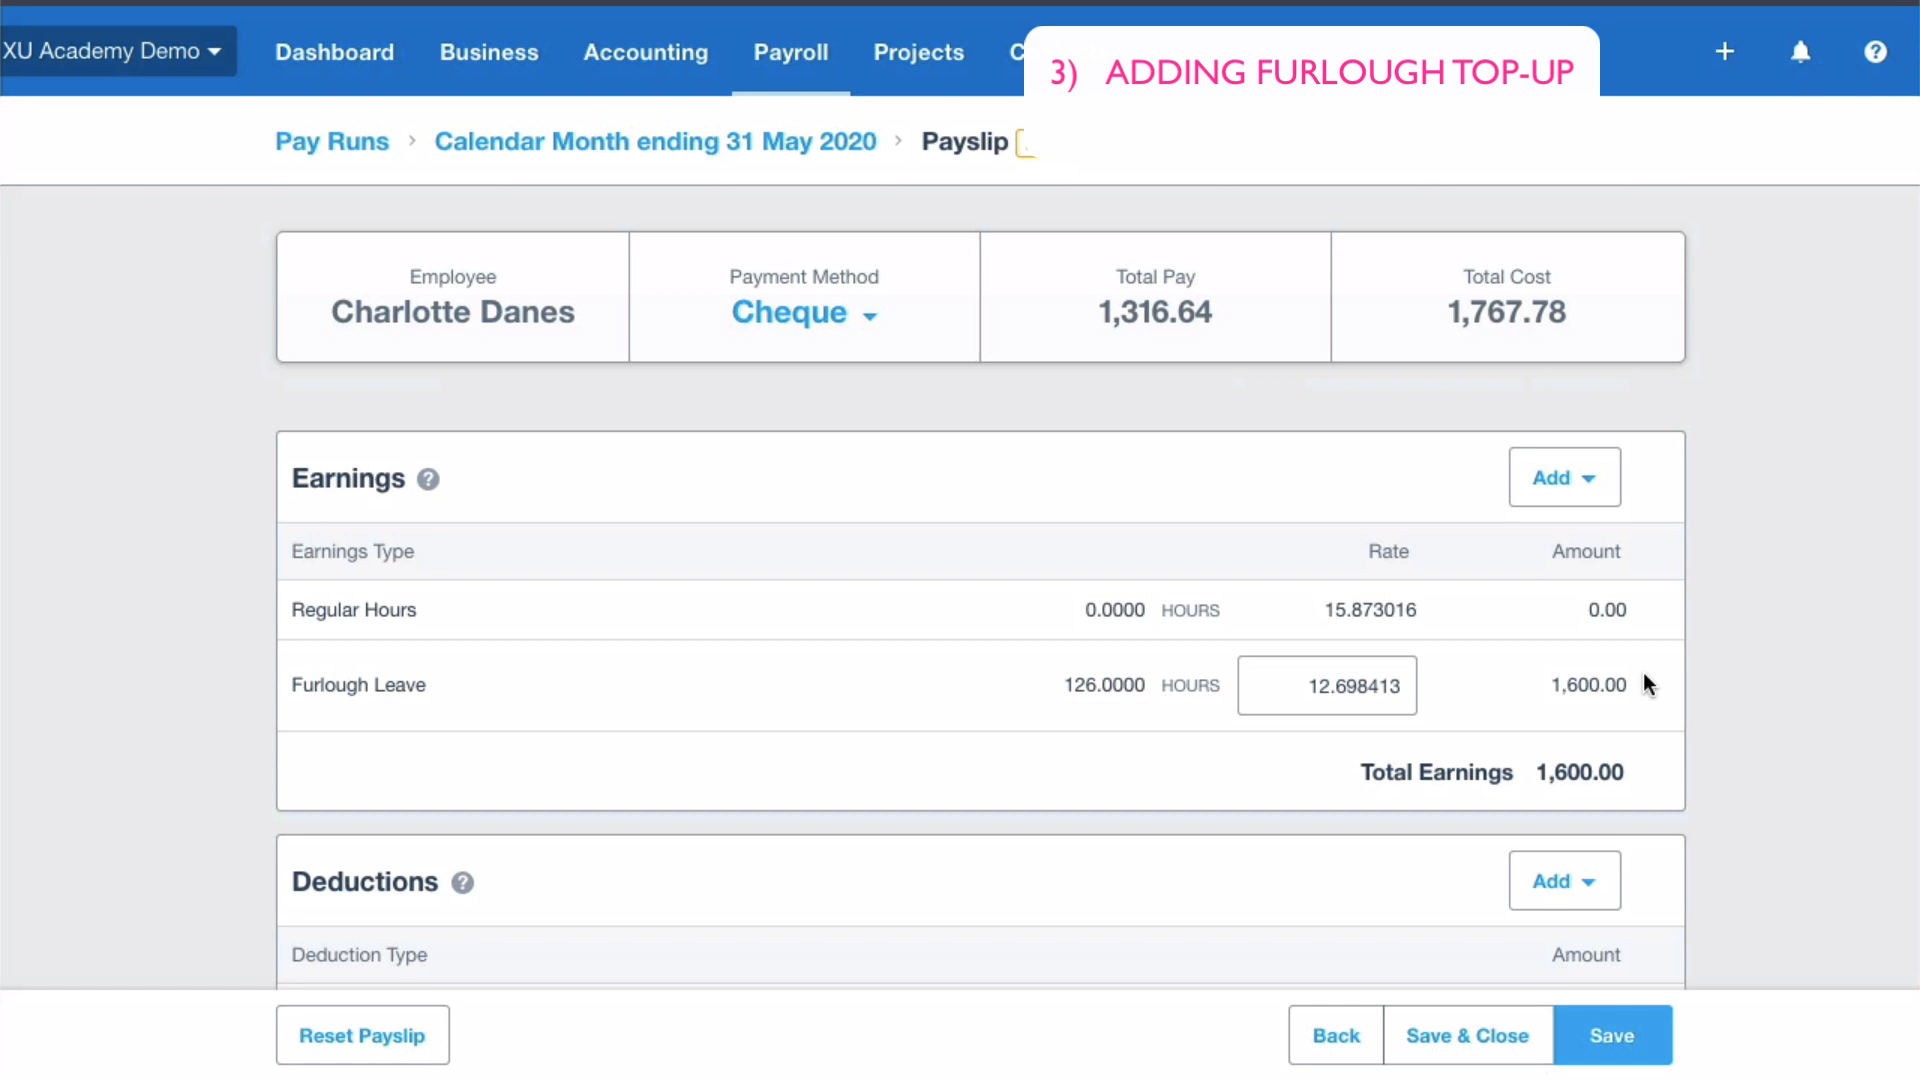 XU Academy Demo
Dashboard Business Accounting Payroll Projects
3) ADDING FURLOUGH TOP-UP
Pay Runs › Calendar Month ending 31 May 2020 › Payslip
Employee Payment Method Total Pay Total Cost
Charlotte Danes Cheque 1,316.64 1,767.78
Earnings ? Add
Earnings Type Rate Amount
Regular Hours 0.0000 HOURS 15.873016 0.00
Furlough Leave 126.0000 HOURS 12.698413 1,600.00
Total Earnings 1,600.00
Deductions ? Add
Deduction Type Amount
Reset Payslip Back Save & Close Save